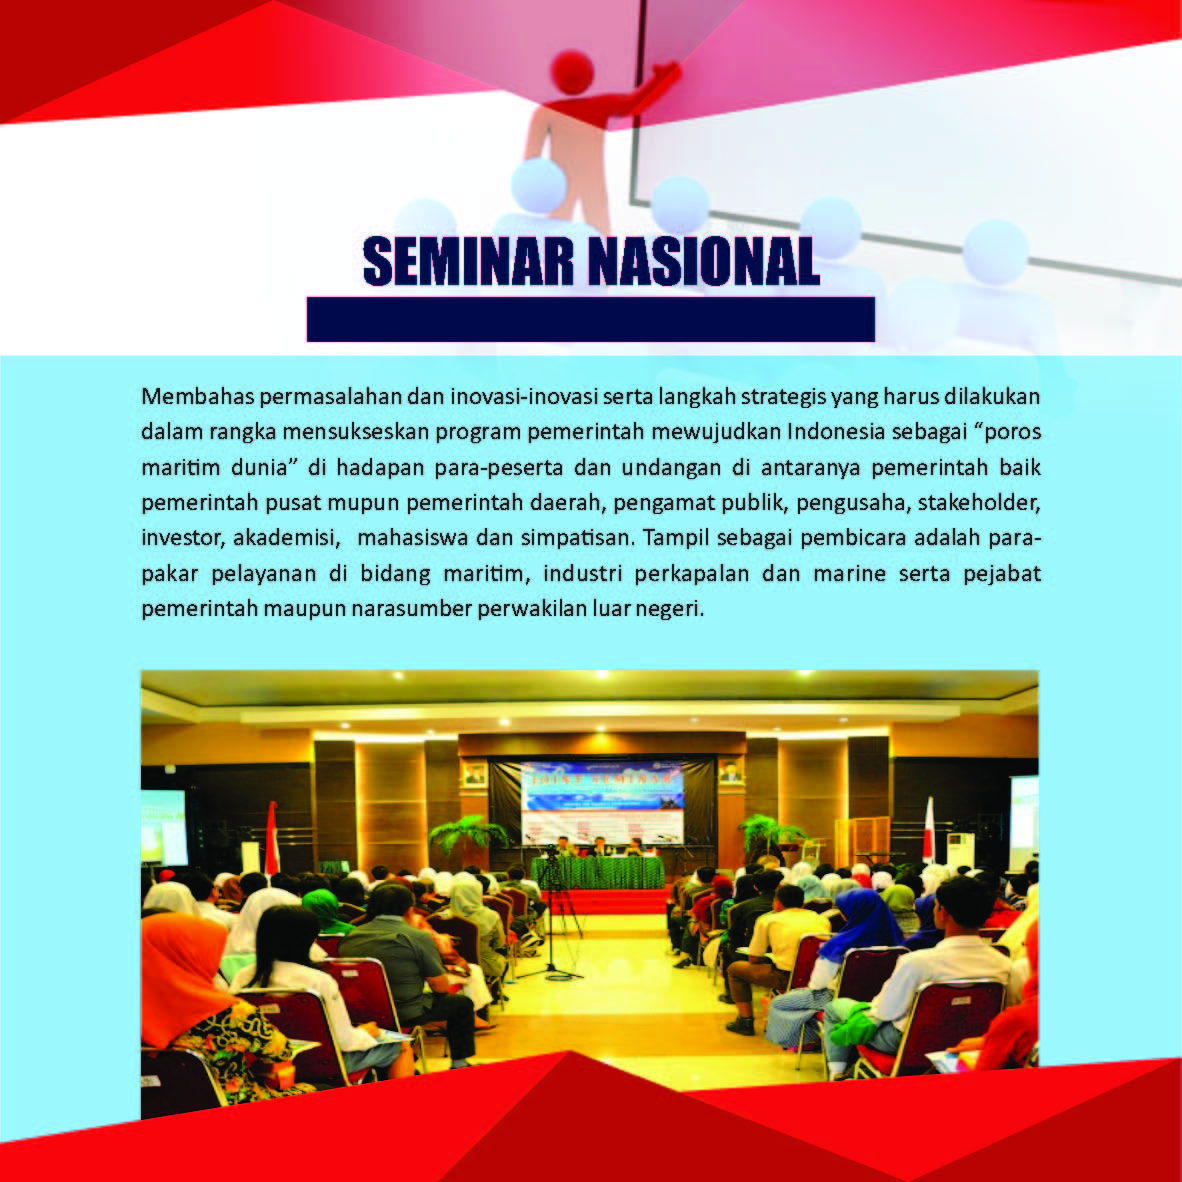 SEMINAR NASIONAL
Membahas permasalahan dan inovasi-inovasi serta langkah strategis yang harus dilakukan
dalam rangka mensukseskan program pemerintah mewujudkan Indonesia sebagai “poros
maritim dunia” di hadapan para-peserta dan undangan di antaranya pemerintah baik
pemerintah pusat mupun pemerintah daerah, pengamat publik, pengusaha, stakeholder,
investor, akademisi,  mahasiswa dan simpatisan. Tampil sebagai pembicara adalah para-
pakar pelayanan di bidang maritim, industri perkapalan dan marine serta pejabat
pemerintah maupun narasumber perwakilan luar negeri.
JOINT SEMINAR